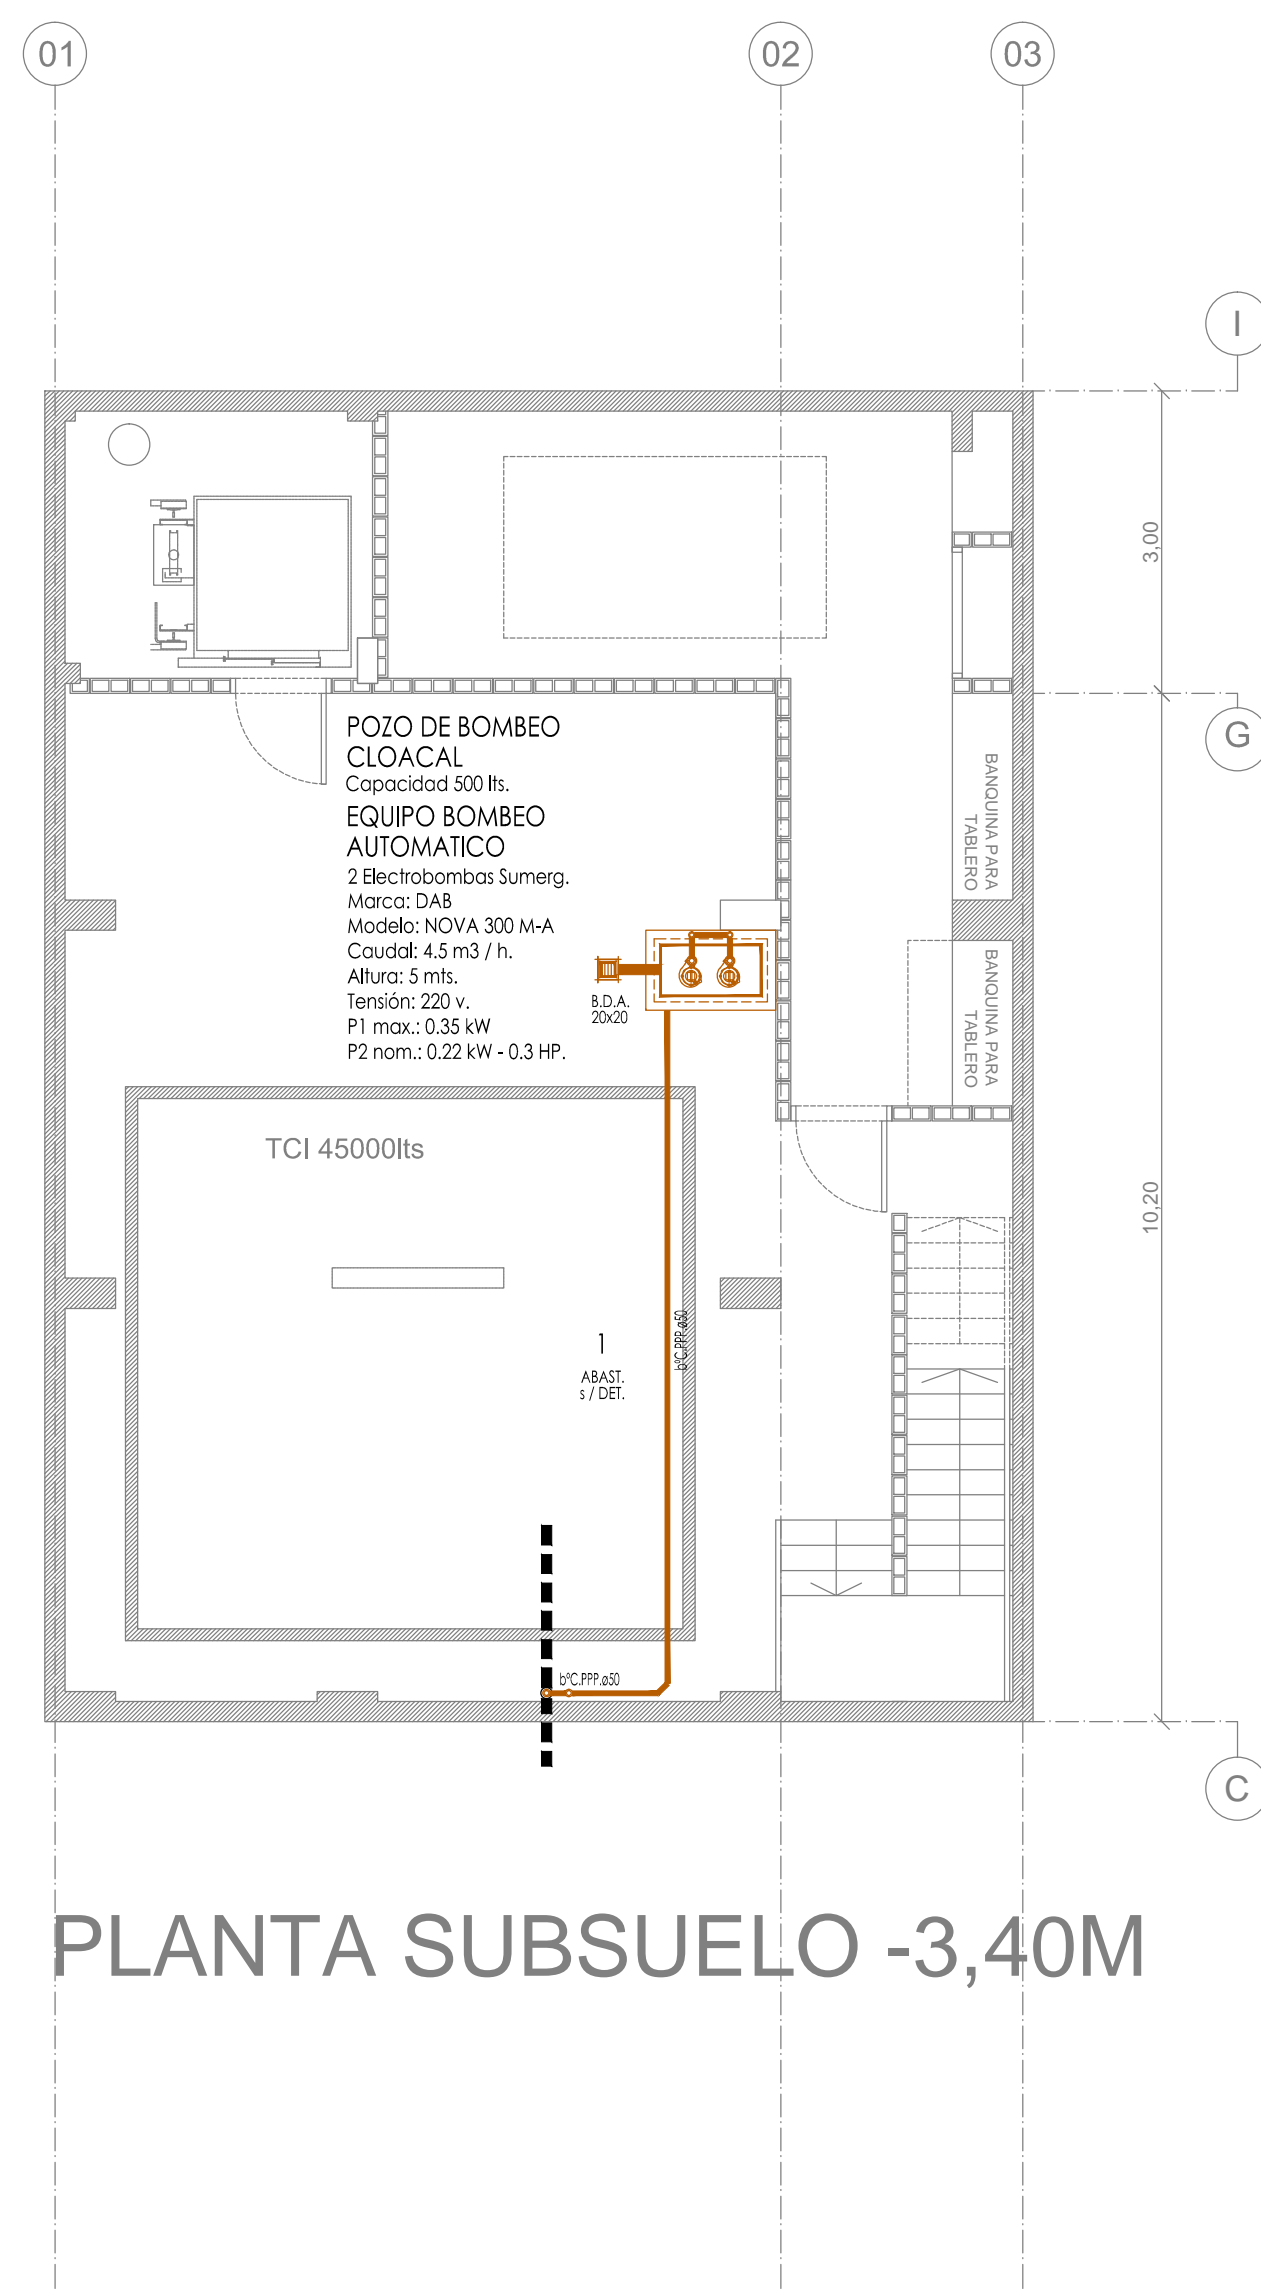 01
02
03
I
3,00
G
POZO DE BOMBEO
CLOACAL
Capacidad 500 lts.
EQUIPO BOMBEO
AUTOMATICO
2 Electrobombas Sumerg.
Marca: DAB
Modelo: NOVA 300 M-A
Caudal: 4.5 m3 / h.
Altura: 5 mts.
Tensión: 220 v.
P1 max.: 0.35 kW
P2 nom.: 0.22 kW - 0.3 HP.
BANQUINA PARA
TABLERO
B.D.A.
20x20
BANQUINA PARA
TABLERO
TCI 45000lts
10,20
1
ABAST.
s / DET.
bºC.PPP.ø50
bºC.PPP.ø50
C
PLANTA SUBSUELO -3,40M